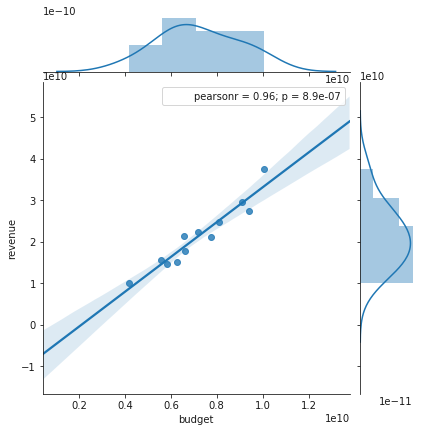 1e−10
1e10
1e10
1e10
pearsonr = 0.96; p = 8.9e-07
5
4
3
2
1
0
−1
revenue
0.2 0.4 0.6 0.8 1.0 1.2
1e10
budget
1e−11